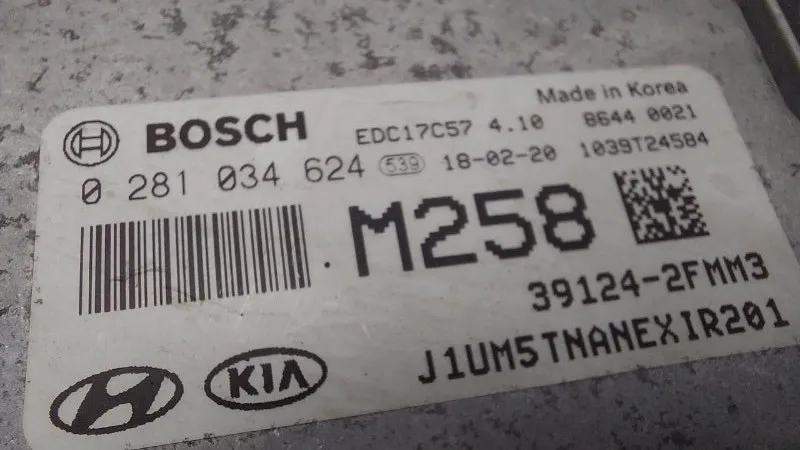 Made in Korea
BOSCH EDC17C57 4.10 8644 0021
0 281 034 624 539 18-02-20 1039T24584
M258
39124-2FMM3
J1UM5TNANEXIR201
KIA